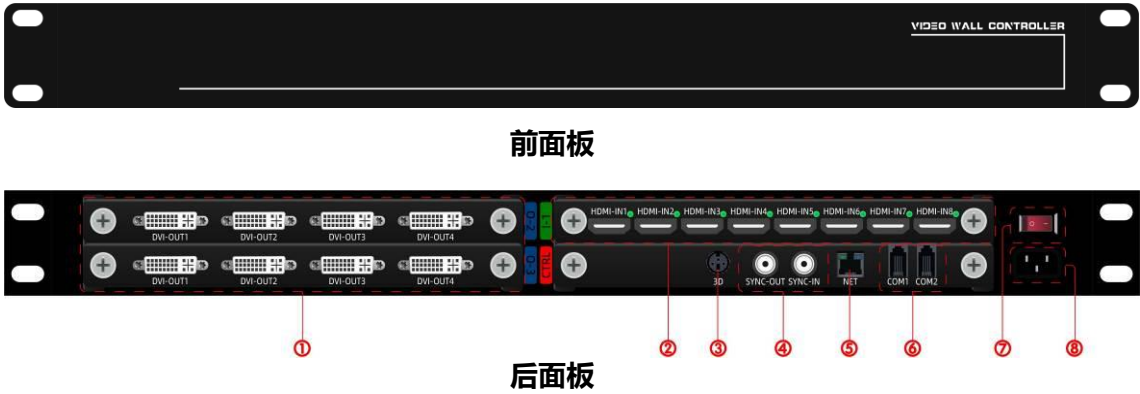 VIDEO WALL CONTROLLER
前面板
DVI-OUT1 DVI-OUT2 DVI-OUT3 DVI-OUT4
O-2
I-1
HDMI-IN1 HDMI-IN2 HDMI-IN3 HDMI-IN4 HDMI-IN5 HDMI-IN6 HDMI-IN7 HDMI-IN8
DVI-OUT1 DVI-OUT2 DVI-OUT3 DVI-OUT4
O-3
CTRL
3D SYNC-OUT SYNC-IN NET COM1 COM2
① ② ③ ④ ⑤ ⑥ ⑦ ⑧
后面板